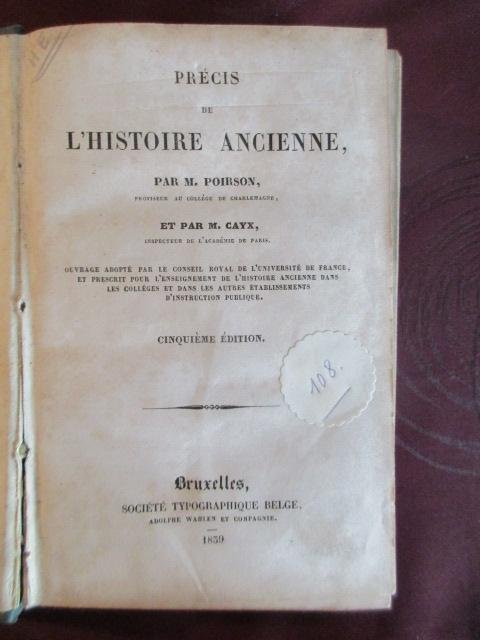 PRÉCIS
DE
L'HISTOIRE ANCIENNE,
PAR M. POIRSON,
PROVISEUR AU COLLÉGE DE CHARLEMAGNE,
ET PAR M. CAYX,
INSPECTEUR DE L'ACADÉMIE DE PARIS.
OUVRAGE ADOPTÉ PAR LE CONSEIL ROYAL DE L'UNIVERSITÉ DE FRANCE,
ET PRESCRIT POUR L'ENSEIGNEMENT DE L'HISTOIRE ANCIENNE DANS
LES COLLÉGES ET DANS LES AUTRES ÉTABLISSEMENTS
D'INSTRUCTION PUBLIQUE.
CINQUIÈME ÉDITION.
108.
Bruxelles,
SOCIÉTÉ TYPOGRAPHIQUE BELGE,
ADOLPHE WAHLEN ET COMPAGNIE.
1839